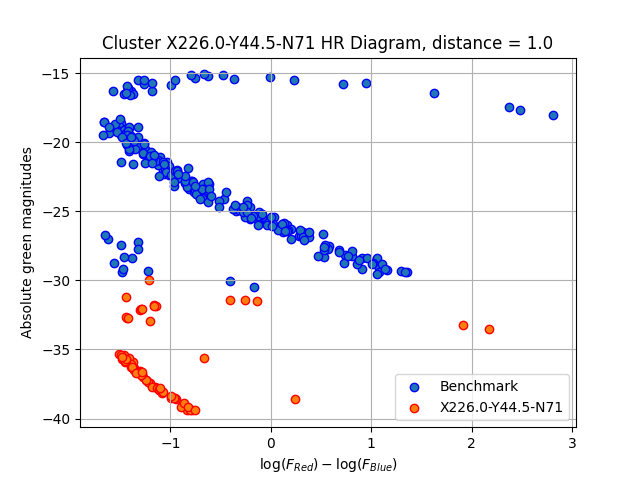 Cluster X226.0-Y44.5-N71 HR Diagram, distance = 1.0
Absolute green magnitudes
−15
−20
−25
−30
−35
−40
−1
0
1
2
3
log(F_Red) − log(F_Blue)
Benchmark
X226.0-Y44.5-N71